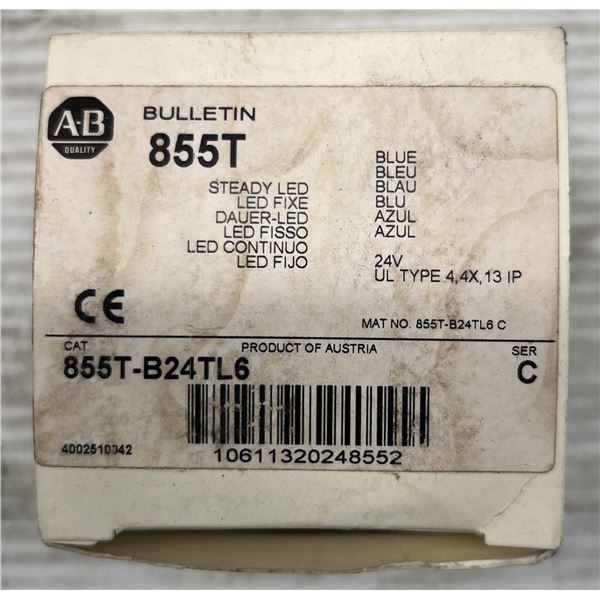 A-B
QUALITY
BULLETIN
855T
STEADY LED BLUE
LED FIXE BLEU
DAUER-LED BLAU
LED FISSO BLU
LED CONTINUO AZUL
LED FIJO AZUL
24V
UL TYPE 4,4X,13 IP
CE
MAT NO. 855T-B24TL6 C
CAT PRODUCT OF AUSTRIA SER
855T-B24TL6 C
4002510042
10611320248552